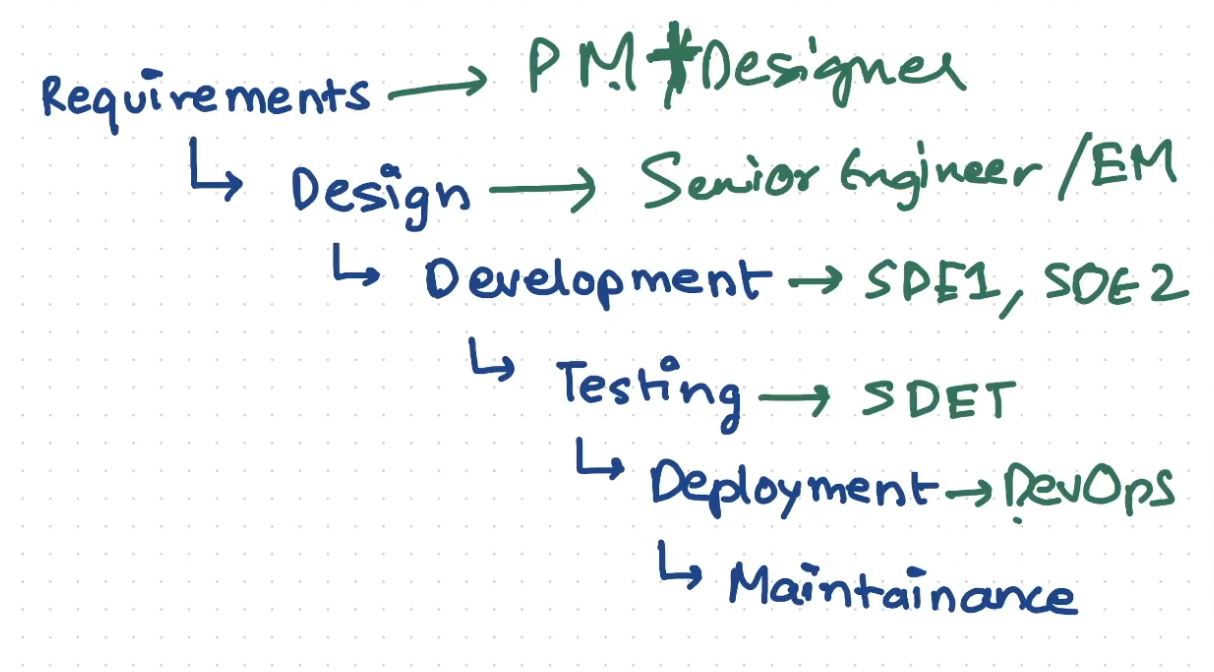 Requirements → PM + Designer
↳ Design → Senior Engineer / EM
↳ Development → SDE1, SDE2
↳ Testing → SDET
↳ Deployment → DevOps
↳ Maintainance